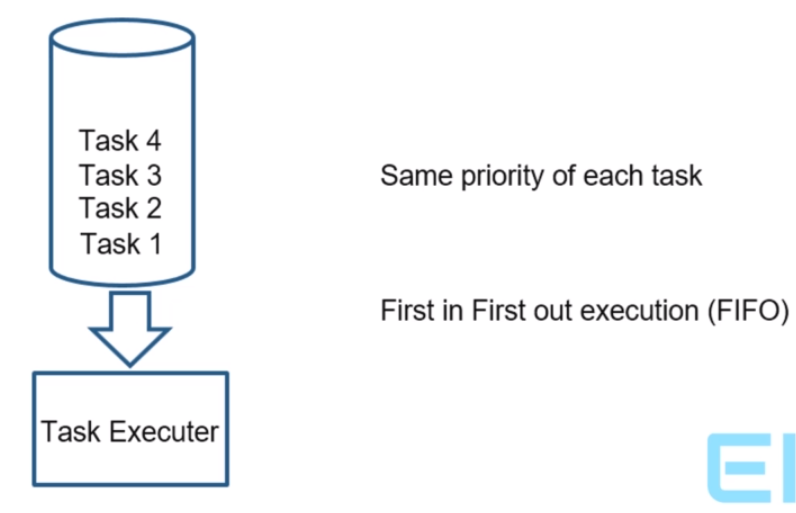 Task 4
Task 3
Task 2
Task 1
Same priority of each task
First in First out execution (FIFO)
Task Executer
EI